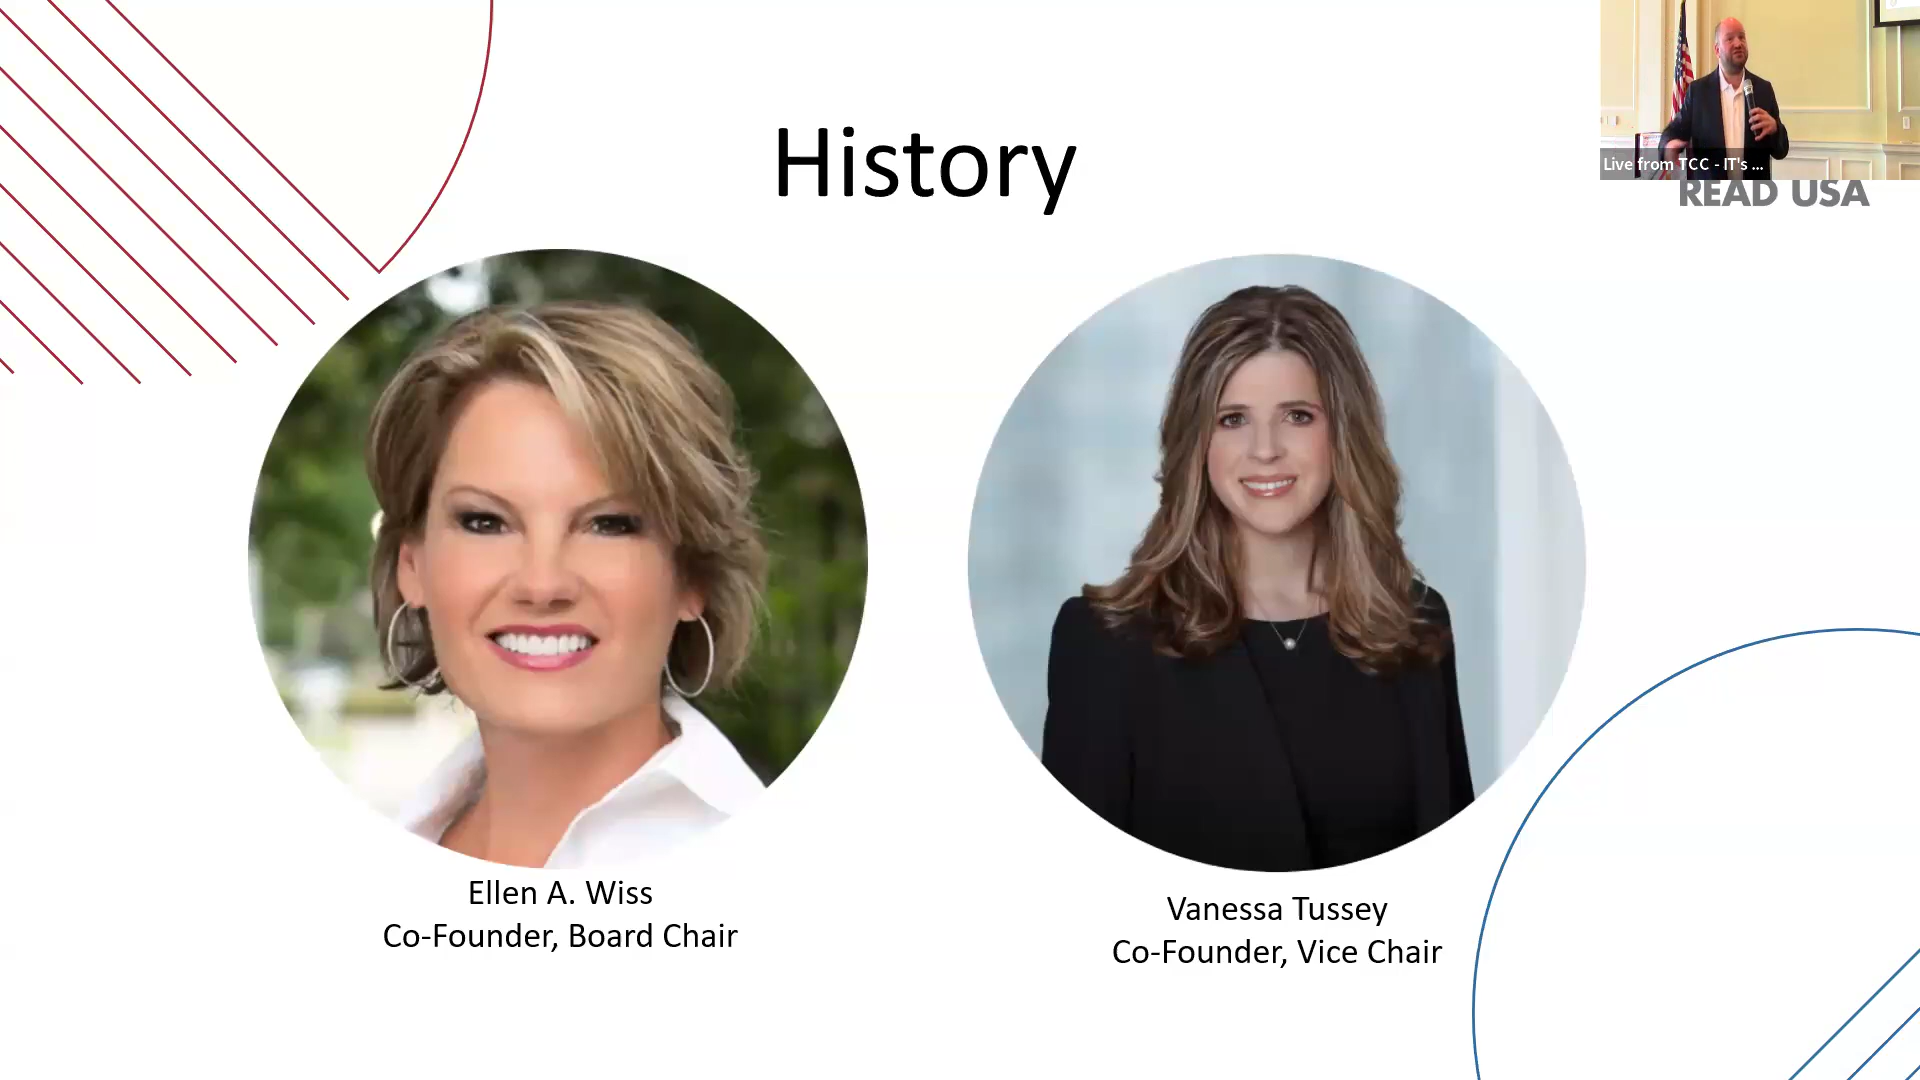 History
Live from TCC - IT's ...
READ USA
Ellen A. Wiss
Co-Founder, Board Chair
Vanessa Tussey
Co-Founder, Vice Chair